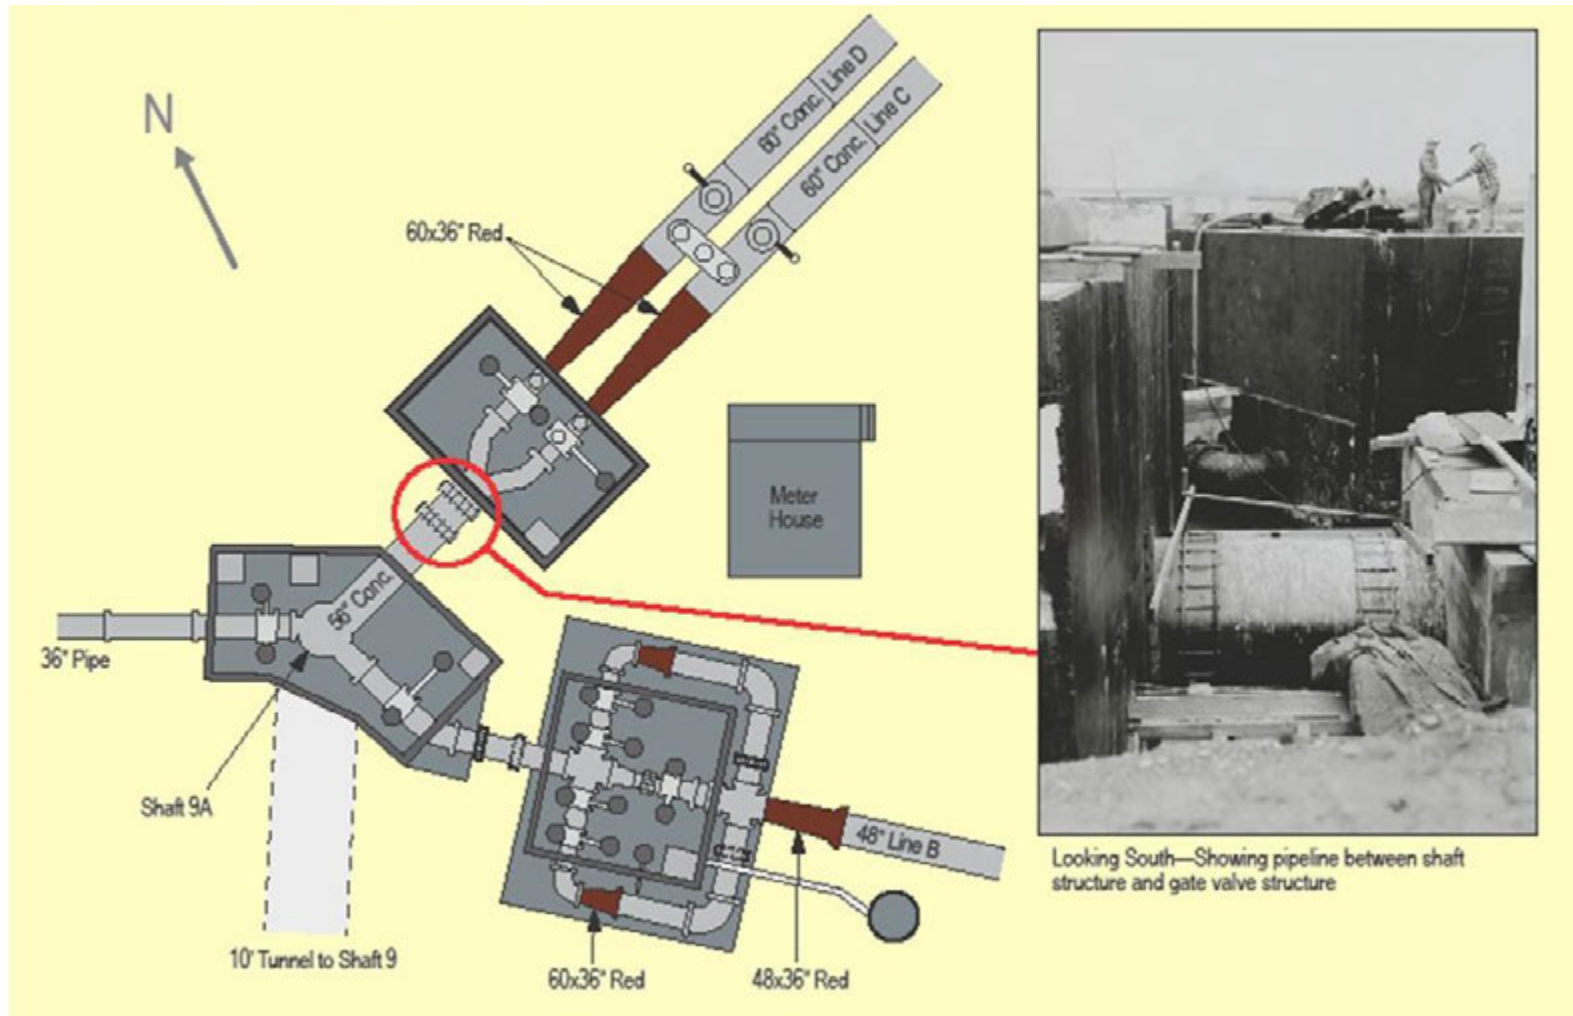 N
60" Conc. Line D
60" Conc. Line C
60x36" Red
Meter
House
56" Conc.
36" Pipe
Shaft 9A
48" Line B
10' Tunnel to Shaft 9
60x36" Red
48x36" Red
Looking South—Showing pipeline between shaft
structure and gate valve structure